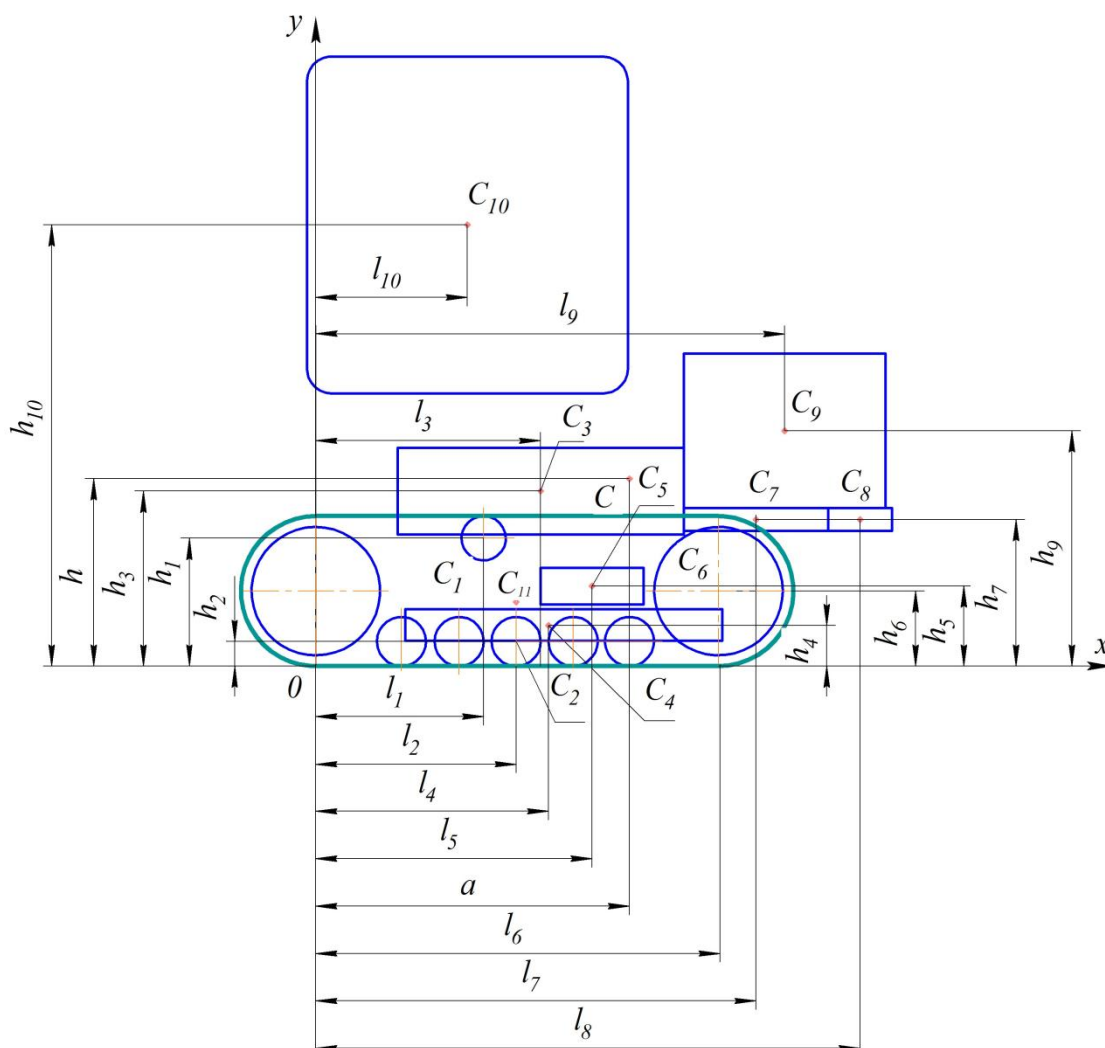 y
C₁₀
l₁₀
l₉
h₁₀
l₃
C₃
C₉
C₅
C₇
C₈
C
h
h₃
h₁
h₂
C₁
C₁₁
C₆
h₉
h₇
h₆
h₅
h₄
x
0
l₁
C₂
C₄
l₂
l₄
l₅
a
l₆
l₇
l₈